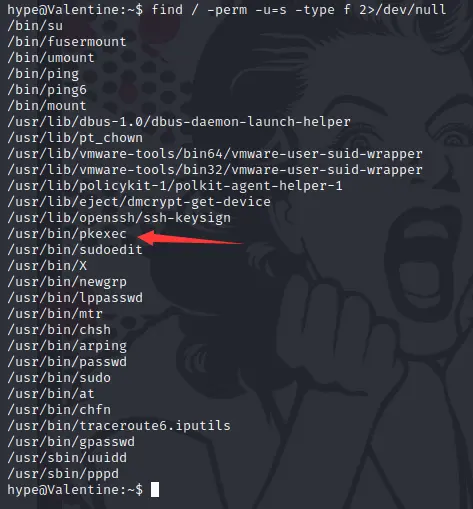 hype@Valentine:~$ find / -perm -u=s -type f 2>/dev/null
/bin/su
/bin/fusermount
/bin/umount
/bin/ping
/bin/ping6
/bin/mount
/usr/lib/dbus-1.0/dbus-daemon-launch-helper
/usr/lib/pt_chown
/usr/lib/vmware-tools/bin64/vmware-user-suid-wrapper
/usr/lib/vmware-tools/bin32/vmware-user-suid-wrapper
/usr/lib/policykit-1/polkit-agent-helper-1
/usr/lib/eject/dmcrypt-get-device
/usr/lib/openssh/ssh-keysign
/usr/bin/pkexec
/usr/bin/sudoedit
/usr/bin/X
/usr/bin/newgrp
/usr/bin/lppasswd
/usr/bin/mtr
/usr/bin/chsh
/usr/bin/arping
/usr/bin/passwd
/usr/bin/sudo
/usr/bin/at
/usr/bin/chfn
/usr/bin/traceroute6.iputils
/usr/bin/gpasswd
/usr/sbin/uuidd
/usr/sbin/pppd
hype@Valentine:~$